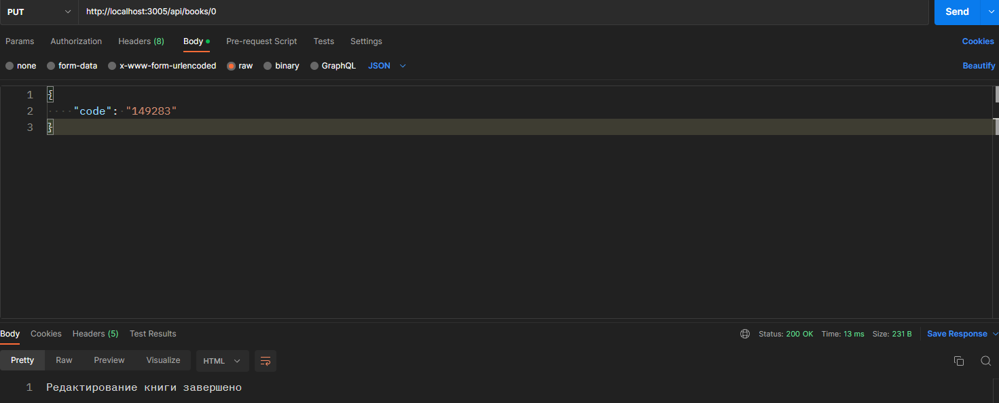 PUT http://localhost:3005/api/books/0 Send
Params Authorization Headers (8) Body Pre-request Script Tests Settings Cookies
none form-data x-www-form-urlencoded raw binary GraphQL JSON Beautify
1 {
2 "code": "149283"
3 }
Body Cookies Headers (5) Test Results Status: 200 OK Time: 13 ms Size: 231 B Save Response
Pretty Raw Preview Visualize HTML
1 Редактирование книги завершено